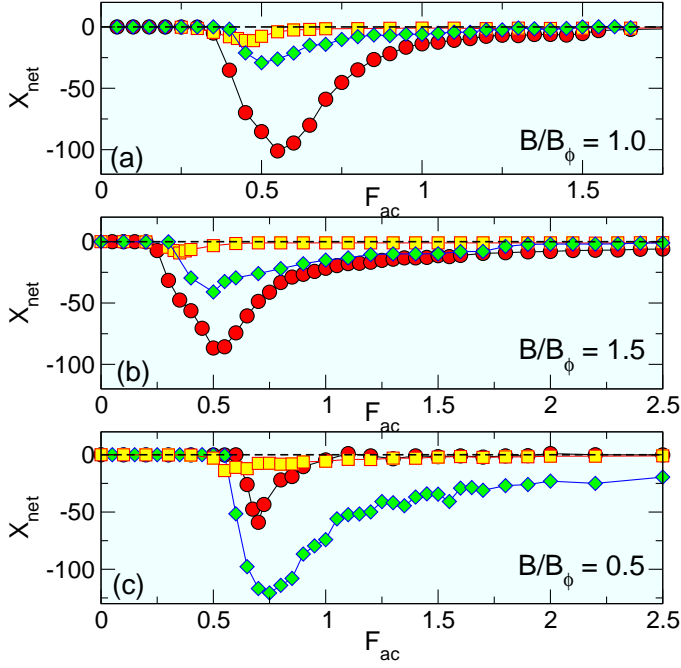 0
-50
-100
X_net
(a)
B/B_ϕ = 1.0
0 0.5 1 1.5
F_ac
0
-50
-100
X_net
(b)
B/B_ϕ = 1.5
0 0.5 1 1.5 2 2.5
F_ac
0
-50
-100
X_net
(c)
B/B_ϕ = 0.5
0 0.5 1 1.5 2 2.5
F_ac